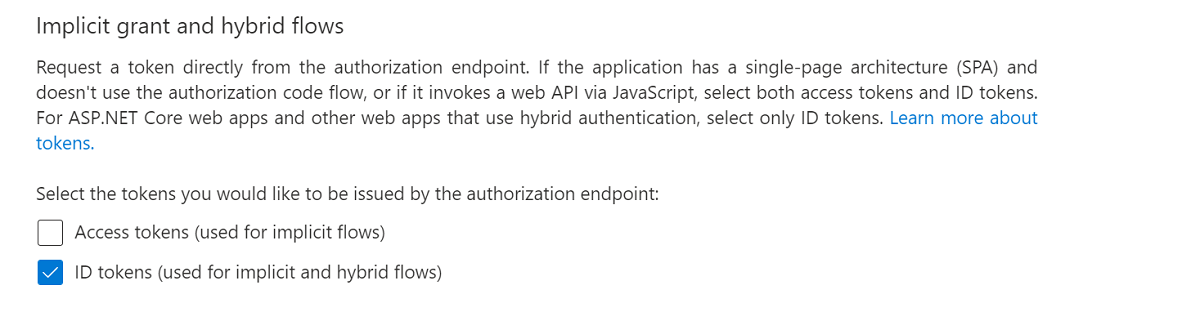 Implicit grant and hybrid flows
Request a token directly from the authorization endpoint. If the application has a single-page architecture (SPA) and
doesn't use the authorization code flow, or if it invokes a web API via JavaScript, select both access tokens and ID tokens.
For ASP.NET Core web apps and other web apps that use hybrid authentication, select only ID tokens. Learn more about
tokens.
Select the tokens you would like to be issued by the authorization endpoint:
Access tokens (used for implicit flows)
ID tokens (used for implicit and hybrid flows)